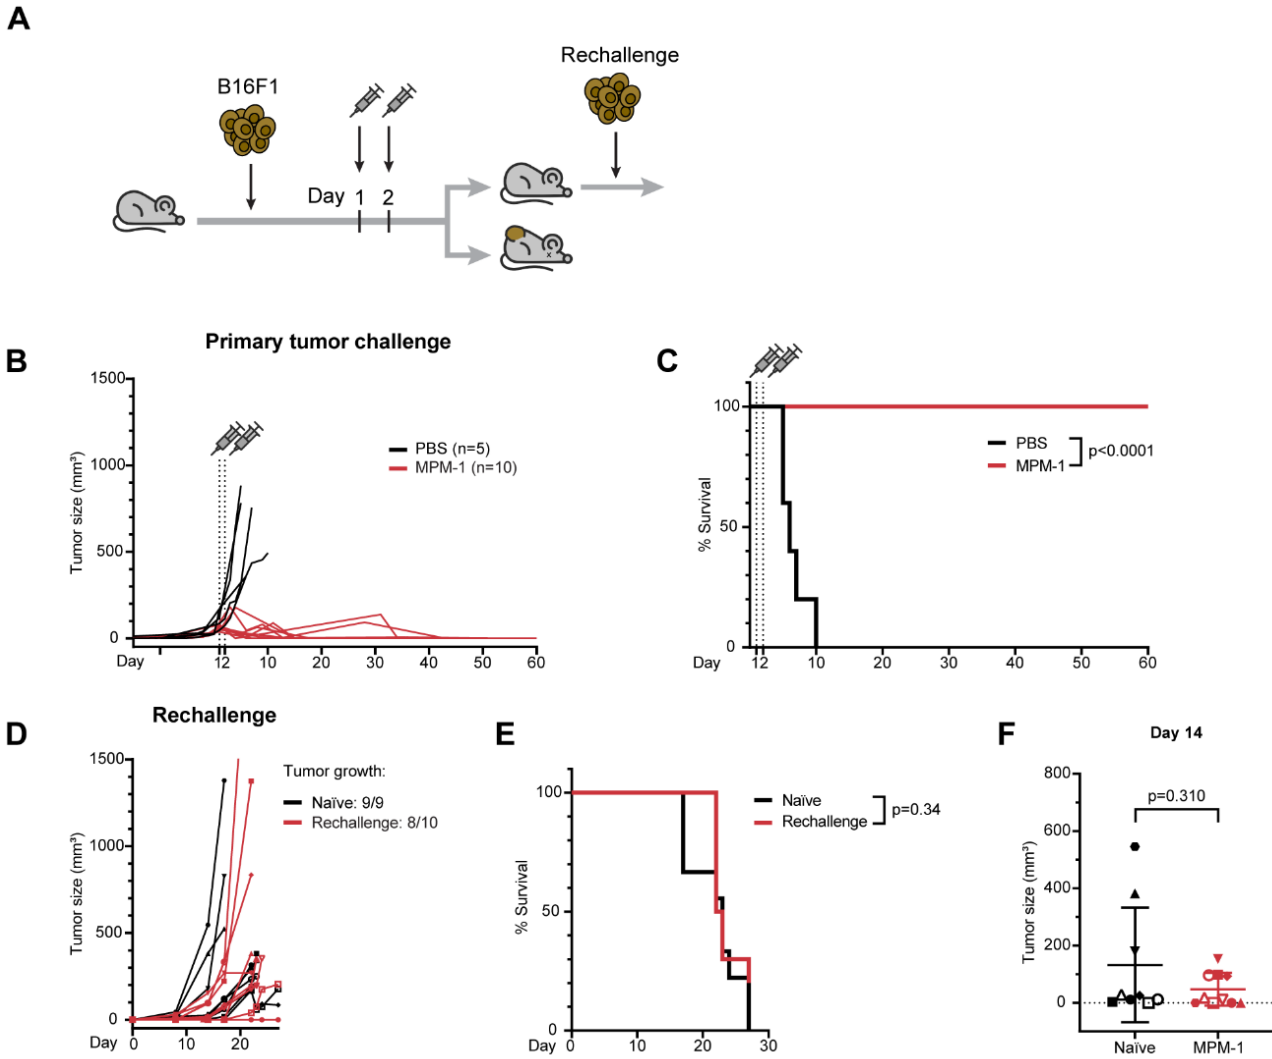 A
B16F1
Rechallenge
Day 1 2
Primary tumor challenge
B
1500
1000
500
0
Tumor size (mm³)
PBS (n=5)
MPM-1 (n=10)
Day
12 10 20 30 40 50 60
C
100
50
0
% Survival
PBS
MPM-1
p<0.0001
Day
12 10 20 30 40 50 60
Rechallenge
D
1500
1000
500
0
Tumor size (mm³)
Tumor growth:
Naïve: 9/9
Rechallenge: 8/10
Day 0 10 20
E
100
50
0
% Survival
Naïve
Rechallenge
p=0.34
Day 0 10 20 30
F
Day 14
800
600
400
200
0
Tumor size (mm³)
p=0.310
Naïve MPM-1